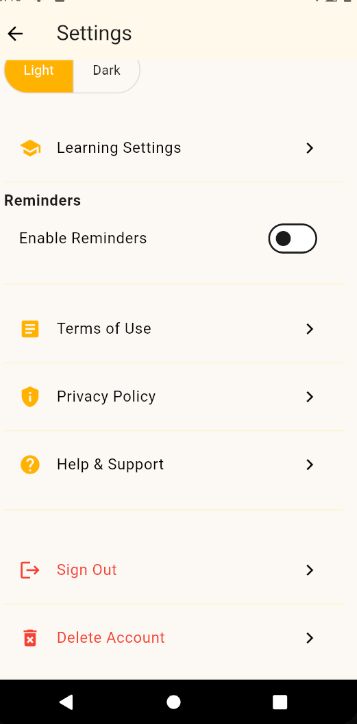 Settings
Light Dark
Learning Settings
Reminders
Enable Reminders
Terms of Use
Privacy Policy
Help & Support
Sign Out
Delete Account